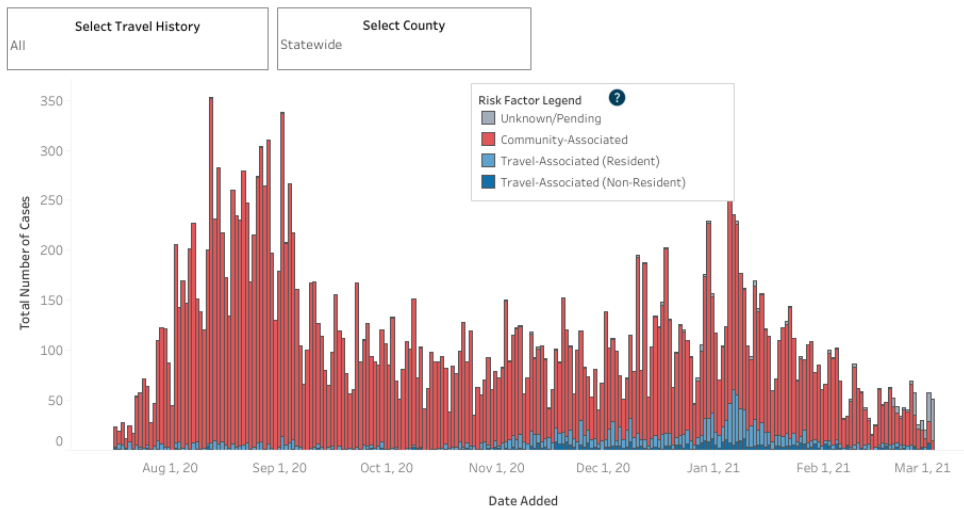 Select Travel History
All
Select County
Statewide
Risk Factor Legend ?
Unknown/Pending
Community-Associated
Travel-Associated (Resident)
Travel-Associated (Non-Resident)
Total Number of Cases
350
300
250
200
150
100
50
0
Aug 1, 20 Sep 1, 20 Oct 1, 20 Nov 1, 20 Dec 1, 20 Jan 1, 21 Feb 1, 21 Mar 1, 21
Date Added